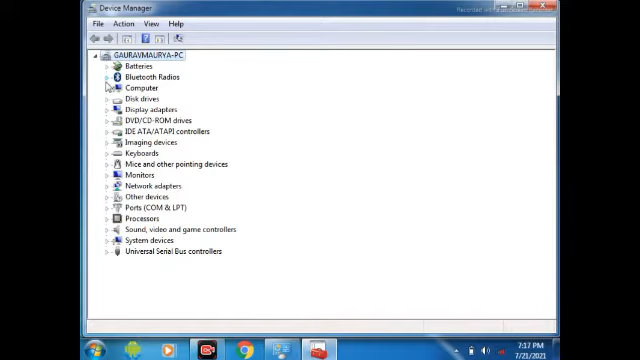 Device Manager
File Action View Help
GAURAVMAURYA-PC
Batteries
Bluetooth Radios
Computer
Disk drives
Display adapters
DVD/CD-ROM drives
IDE ATA/ATAPI controllers
Imaging devices
Keyboards
Mice and other pointing devices
Monitors
Network adapters
Other devices
Ports (COM & LPT)
Processors
Sound, video and game controllers
System devices
Universal Serial Bus controllers
7:17 PM
7/21/2021